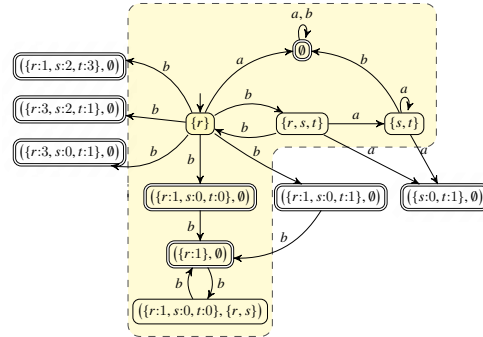 a, b
∅
({r:1, s:2, t:3}, ∅)
b
a
b
a
({r:3, s:2, t:1}, ∅)
b
b
{r}
{r, s, t}
a
{s, t}
b
({r:3, s:0, t:1}, ∅)
b
b
b
a
a
({r:1, s:0, t:0}, ∅)
({r:1, s:0, t:1}, ∅)
({s:0, t:1}, ∅)
b
b
({r:1}, ∅)
b
b
({r:1, s:0, t:0}, {r, s})